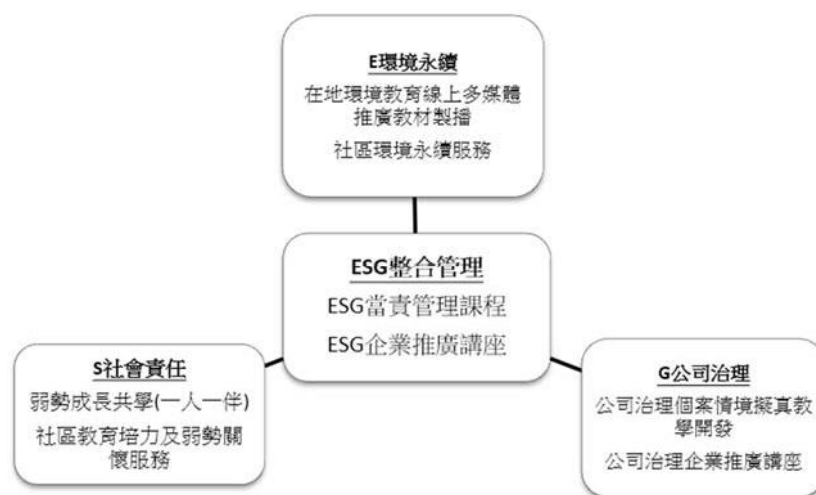 E環境永續
在地環境教育線上多媒體
推廣教材製播
社區環境永續服務
ESG整合管理
ESG當責管理課程
ESG企業推廣講座
S社會責任
弱勢成長共學(一人一伴)
社區教育培力及弱勢關
懷服務
G公司治理
公司治理個案情境擬真教
學開發
公司治理企業推廣講座